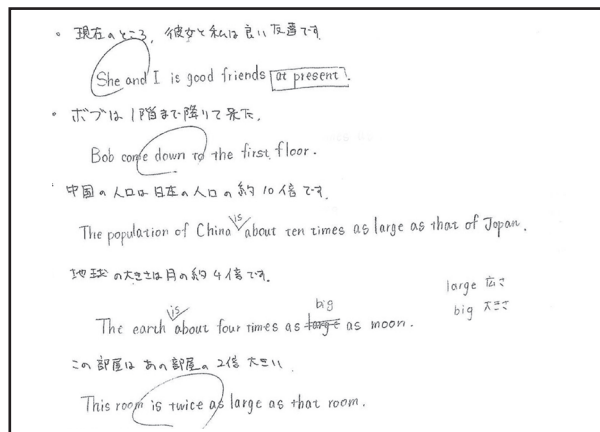 ・現在のところ、彼女と私は良い友達です
She and I is good friends at present.
・ボブは1階まで降りて来た.
Bob come down to the first floor.
中国の人口は日本の人口の約10倍です.
is
The population of China about ten times as large as that of Japan.
地球の大きさは月の約4倍です.
is big
The earth about four times as large as moon.
large 広さ
big 大きさ
この部屋はあの部屋の2倍大きい
This room is twice as large as that room.